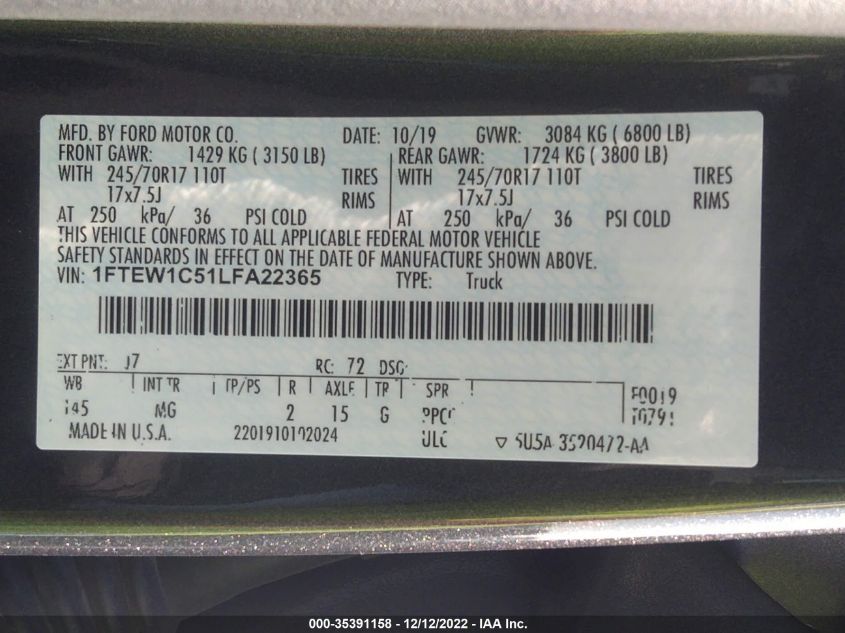 MFD. BY FORD MOTOR CO. DATE: 10/19 GVWR: 3084 KG ( 6800 LB)
FRONT GAWR: 1429 KG ( 3150 LB) REAR GAWR: 1724 KG ( 3800 LB)
WITH 245/70R17 110T TIRES WITH 245/70R17 110T TIRES
17x7.5J RIMS 17x7.5J RIMS
AT 250 kPa/ 36 PSI COLD AT 250 kPa/ 36 PSI COLD
THIS VEHICLE CONFORMS TO ALL APPLICABLE FEDERAL MOTOR VEHICLE
SAFETY STANDARDS IN EFFECT ON THE DATE OF MANUFACTURE SHOWN ABOVE.
VIN: 1FTEW1C51LFA22365 TYPE: Truck
EXT PNT: J7 RC: 72 DSO:
WB INT TR TP/PS R AXLE TR SPR
145 MG 2 15 G
MADE IN U.S.A. 2201910102024
000-35391158 - 12/12/2022 - IAA Inc.